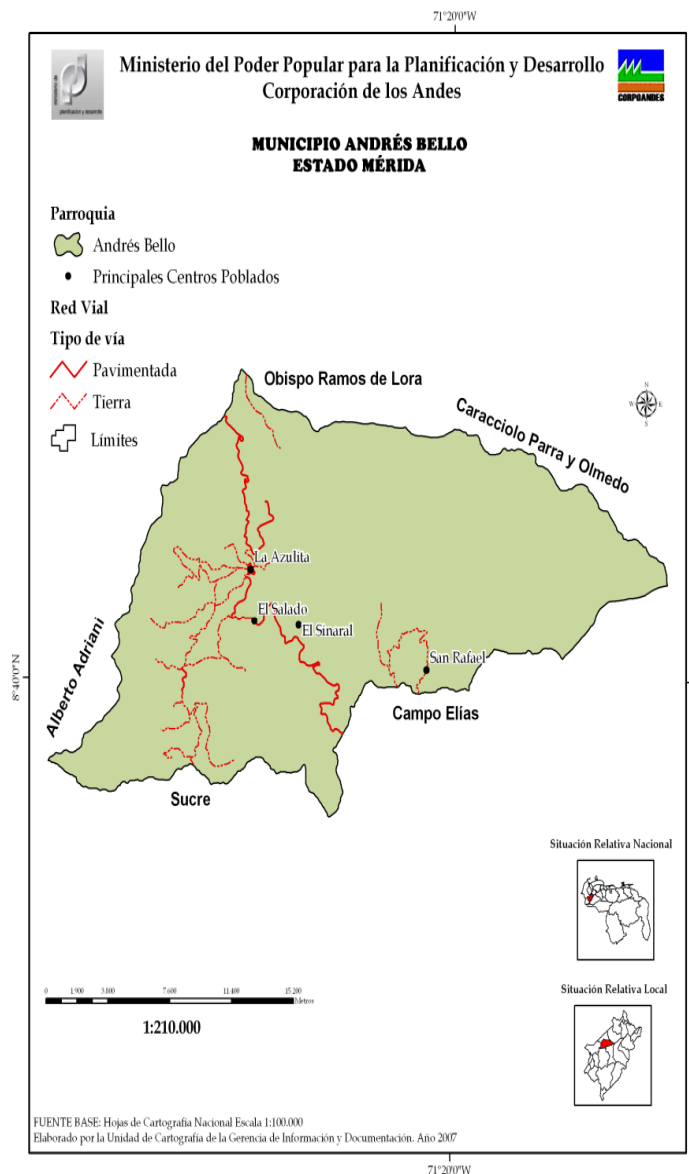 71°20'0"W
Ministerio del Poder Popular para la Planificación y Desarrollo
Corporación de los Andes
ministerio de
planificación y desarrollo
CORPOANDES
MUNICIPIO ANDRÉS BELLO
ESTADO MÉRIDA
Parroquia
Andrés Bello
Principales Centros Poblados
Red Vial
Tipo de vía
Pavimentada
Tierra
Límites
N
W E
S
Obispo Ramos de Lora
Caracciolo Parra y Olmedo
La Azulita
El Salado
El Sinaral
San Rafael
Alberto Adriani
8°40'0"N
Campo Elías
Sucre
Situación Relativa Nacional
Situación Relativa Local
0 1.900 3.800 7.600 11.400 15.200
Metros
1:210.000
FUENTE BASE: Hojas de Cartografía Nacional Escala 1:100.000
Elaborado por la Unidad de Cartografía de la Gerencia de Información y Documentación. Año 2007
71°20'0"W